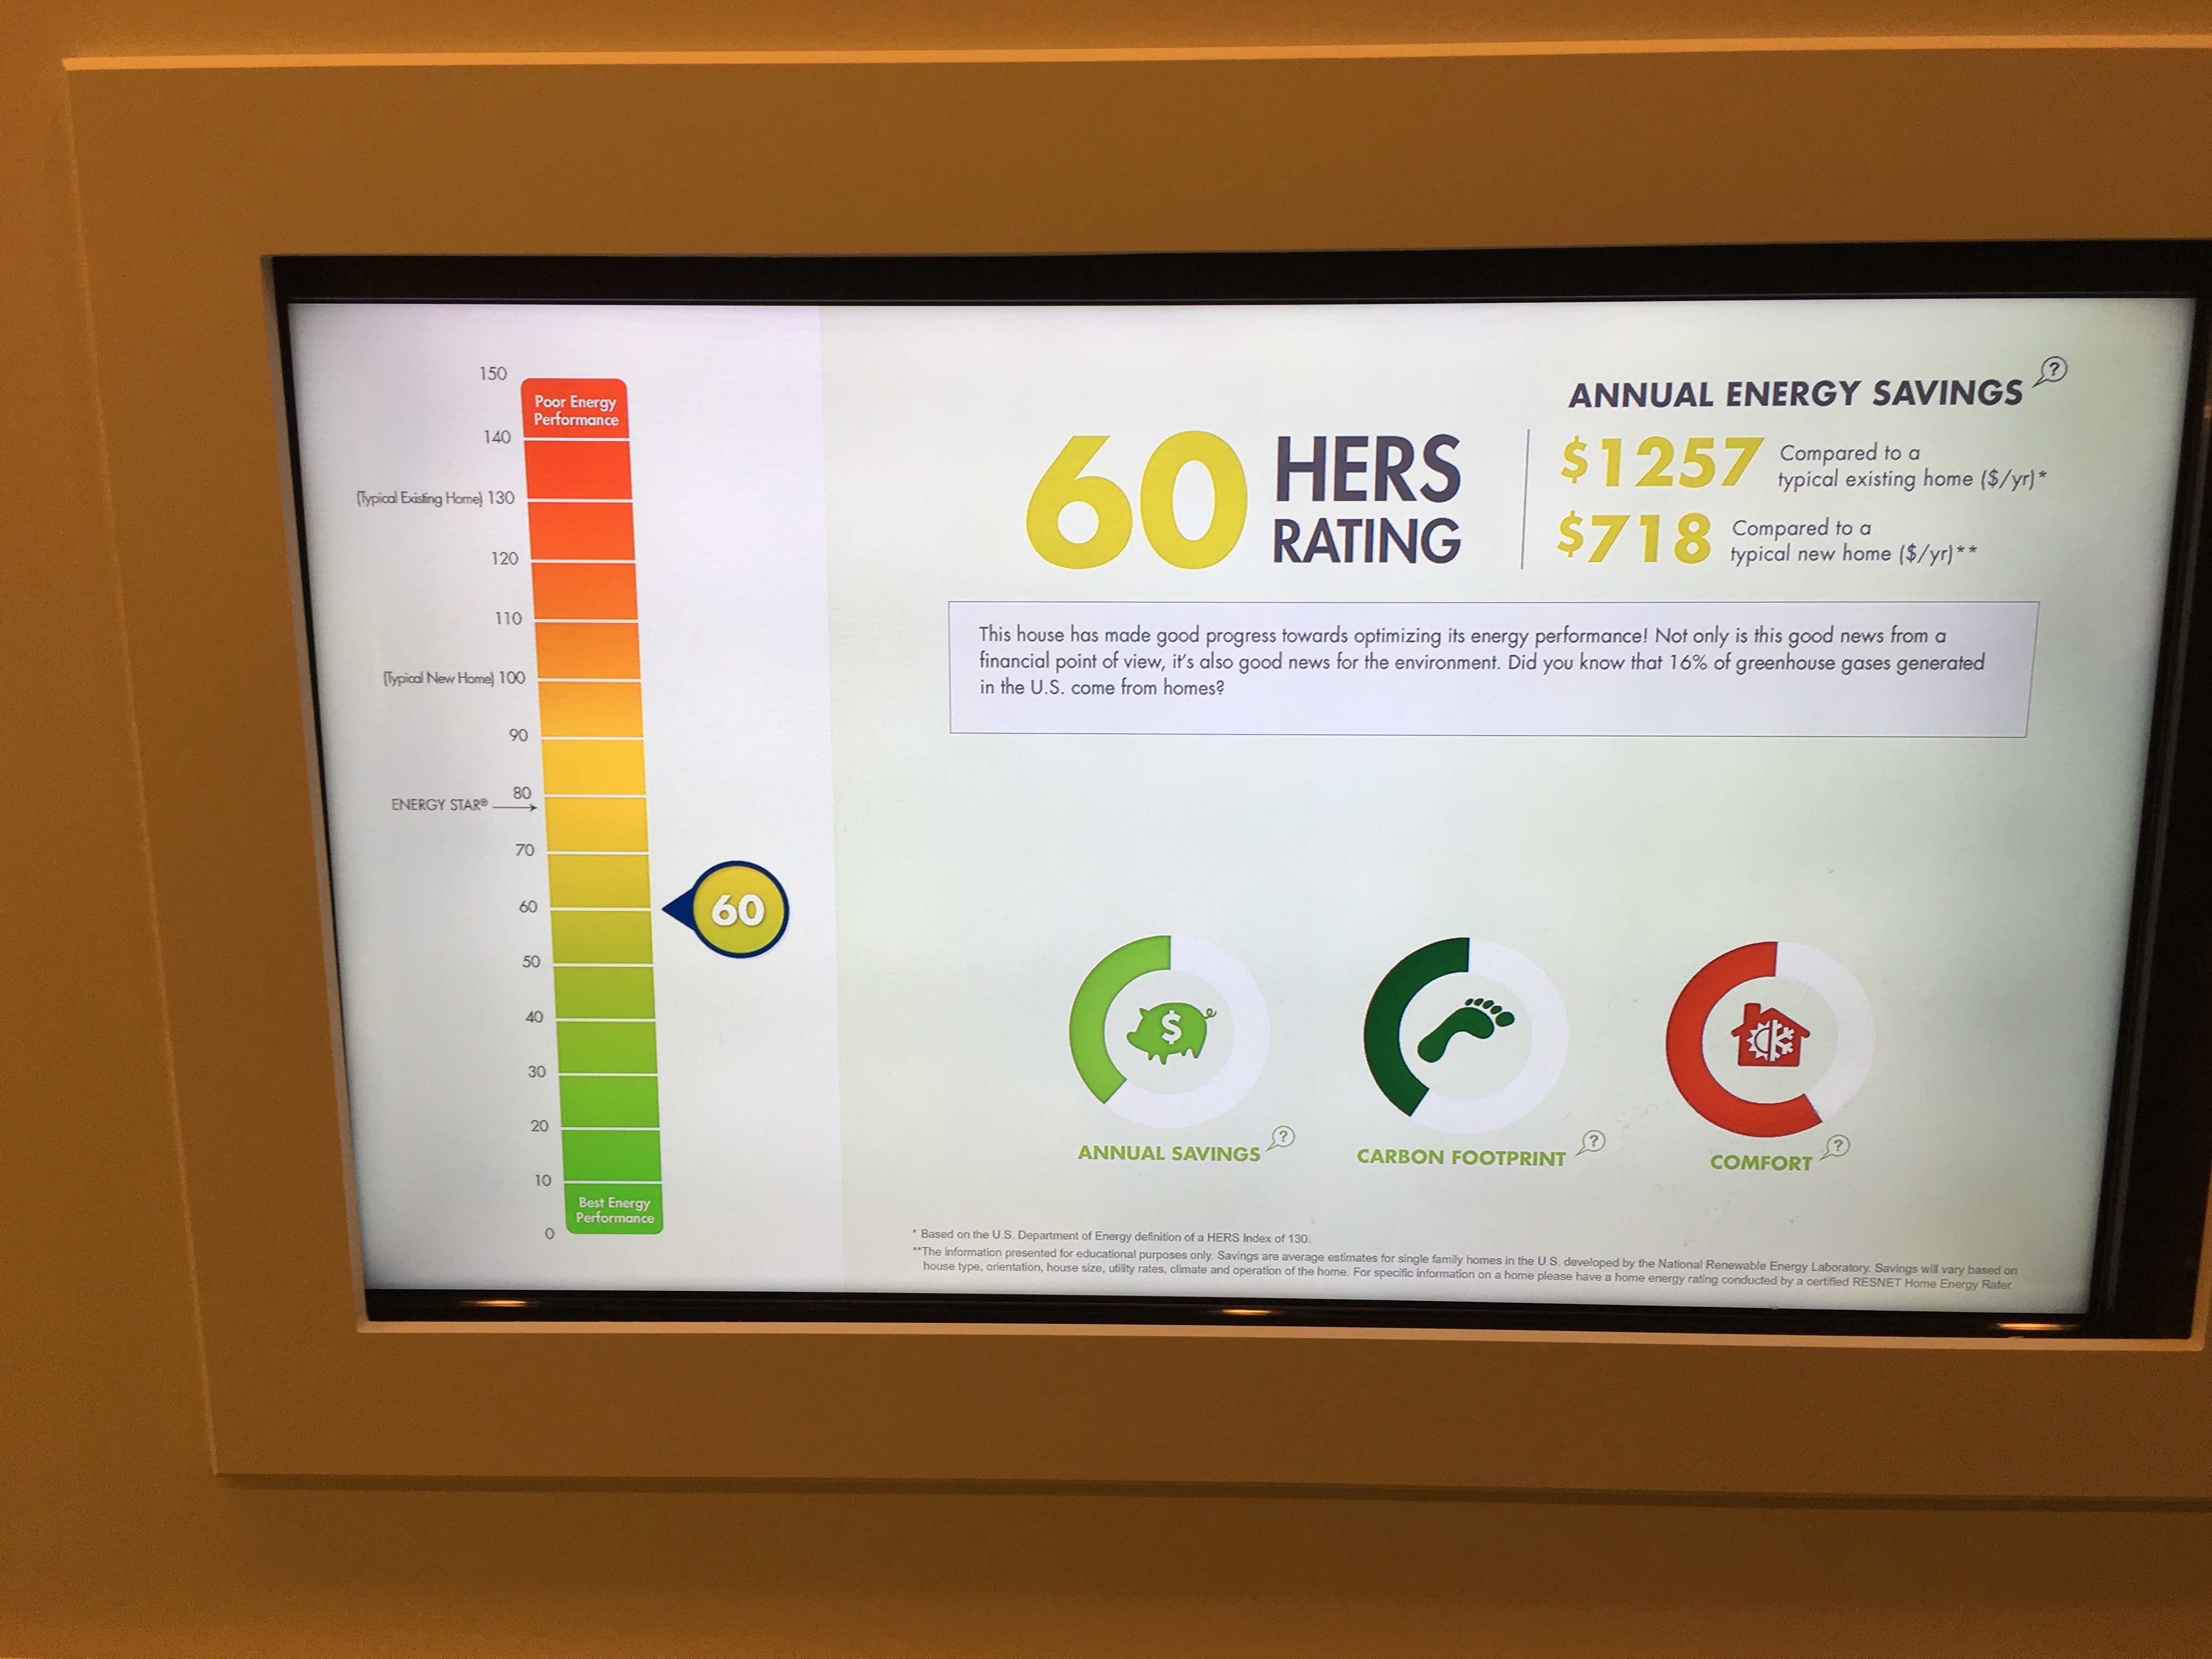 150
Poor Energy
Performance
140
(Typical Existing Home) 130
120
110
(Typical New Home) 100
90
80
ENERGY STAR®
70
60
60
50
40
30
20
10
Best Energy
Performance
0
60 HERS
RATING
ANNUAL ENERGY SAVINGS ?
$1257 Compared to a
typical existing home ($/yr)*
$718 Compared to a
typical new home ($/yr)**
This house has made good progress towards optimizing its energy performance! Not only is this good news from a
financial point of view, it's also good news for the environment. Did you know that 16% of greenhouse gases generated
in the U.S. come from homes?
$
ANNUAL SAVINGS ?
CARBON FOOTPRINT ?
COMFORT ?
* Based on the U.S. Department of Energy definition of a HERS Index of 130.
**The information presented for educational purposes only. Savings are average estimates for single family homes in the U.S. developed by the National Renewable Energy Laboratory. Savings will vary based on
house type, orientation, house size, utility rates, climate and operation of the home. For specific information on a home please have a home energy rating conducted by a certified RESNET Home Energy Rater.